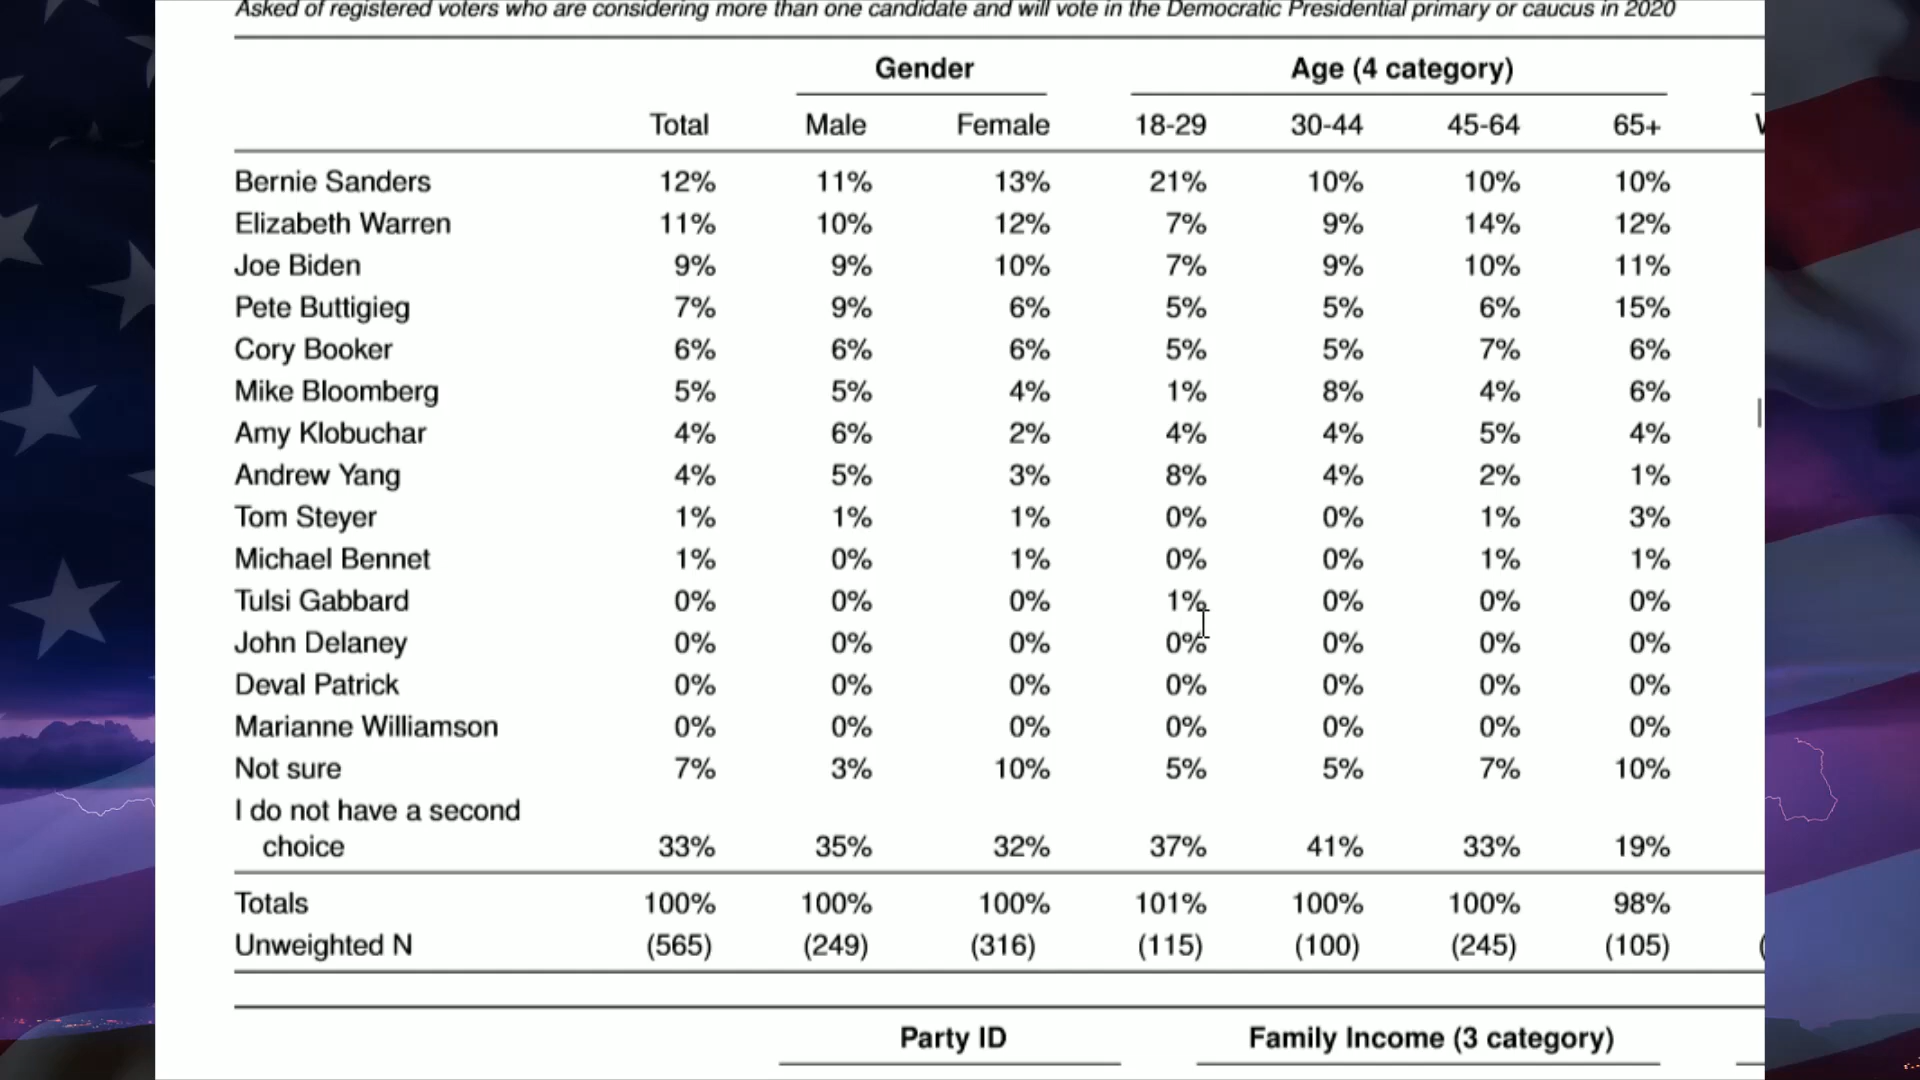 Asked of registered voters who are considering more than one candidate and will vote in the Democratic Presidential primary or caucus in 2020
Gender Age (4 category)
Total Male Female 18-29 30-44 45-64 65+
Bernie Sanders 12% 11% 13% 21% 10% 10% 10%
Elizabeth Warren 11% 10% 12% 7% 9% 14% 12%
Joe Biden 9% 9% 10% 7% 9% 10% 11%
Pete Buttigieg 7% 9% 6% 5% 5% 6% 15%
Cory Booker 6% 6% 6% 5% 5% 7% 6%
Mike Bloomberg 5% 5% 4% 1% 8% 4% 6%
Amy Klobuchar 4% 6% 2% 4% 4% 5% 4%
Andrew Yang 4% 5% 3% 8% 4% 2% 1%
Tom Steyer 1% 1% 1% 0% 0% 1% 3%
Michael Bennet 1% 0% 1% 0% 0% 1% 1%
Tulsi Gabbard 0% 0% 0% 1% 0% 0% 0%
John Delaney 0% 0% 0% 0% 0% 0% 0%
Deval Patrick 0% 0% 0% 0% 0% 0% 0%
Marianne Williamson 0% 0% 0% 0% 0% 0% 0%
Not sure 7% 3% 10% 5% 5% 7% 10%
I do not have a second
choice 33% 35% 32% 37% 41% 33% 19%
Totals 100% 100% 100% 101% 100% 100% 98%
Unweighted N (565) (249) (316) (115) (100) (245) (105)
Party ID Family Income (3 category)